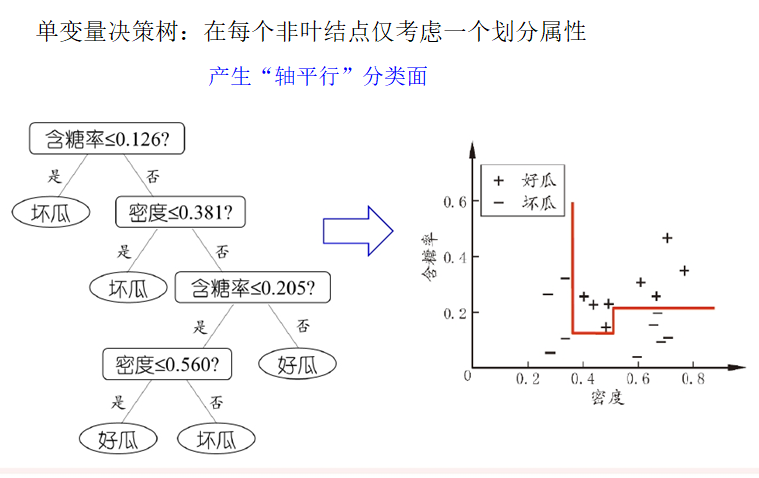 单变量决策树：在每个非叶结点仅考虑一个划分属性
产生“轴平行”分类面
含糖率≤0.126?
是
否
坏瓜
密度≤0.381?
是
否
坏瓜
含糖率≤0.205?
是
否
密度≤0.560?
好瓜
是
否
好瓜
坏瓜
+ 好瓜
− 坏瓜
含糖率
0.6
0.4
0.2
0
0.2
0.4
0.6
0.8
密度